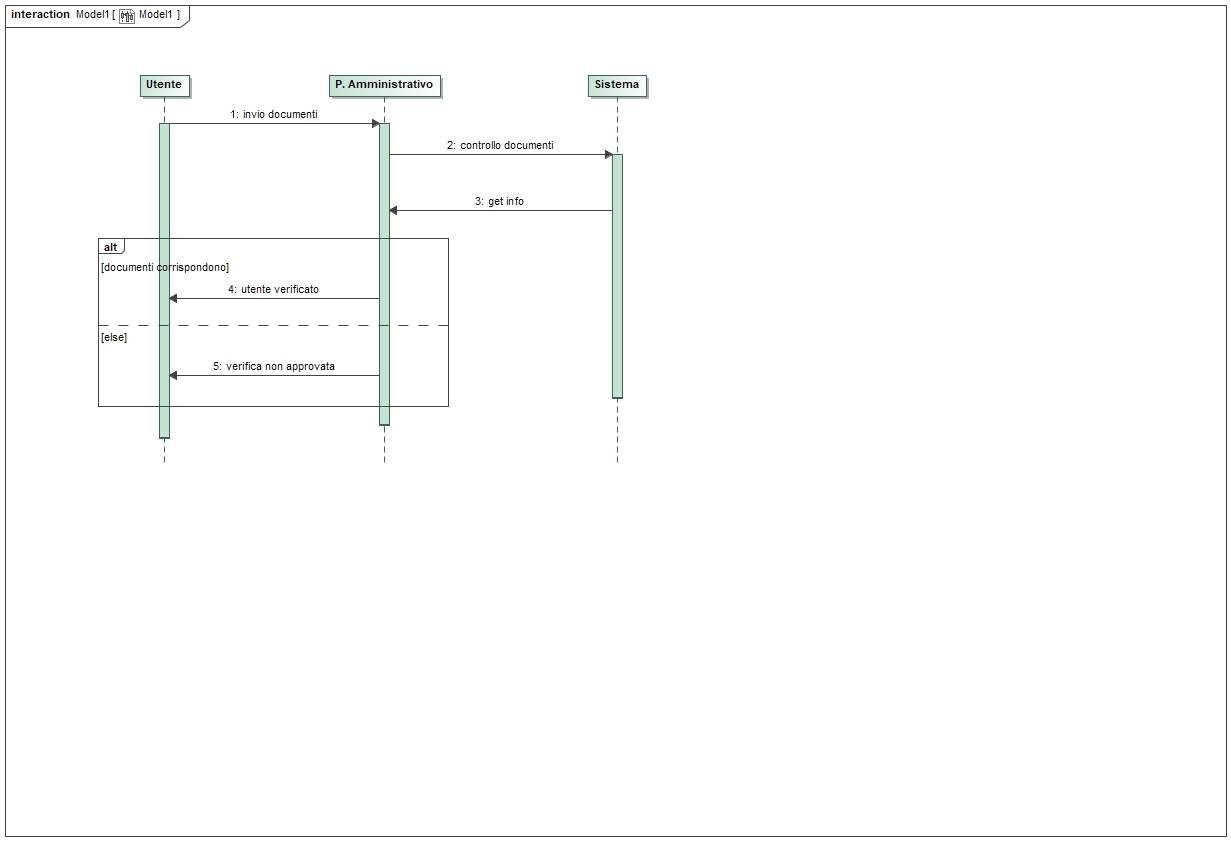 interaction Model1 [ Model1 ]
Utente
P. Amministrativo
Sistema
1: invio documenti
2: controllo documenti
3: get info
alt
[documenti corrispondono]
4: utente verificato
[else]
5: verifica non approvata